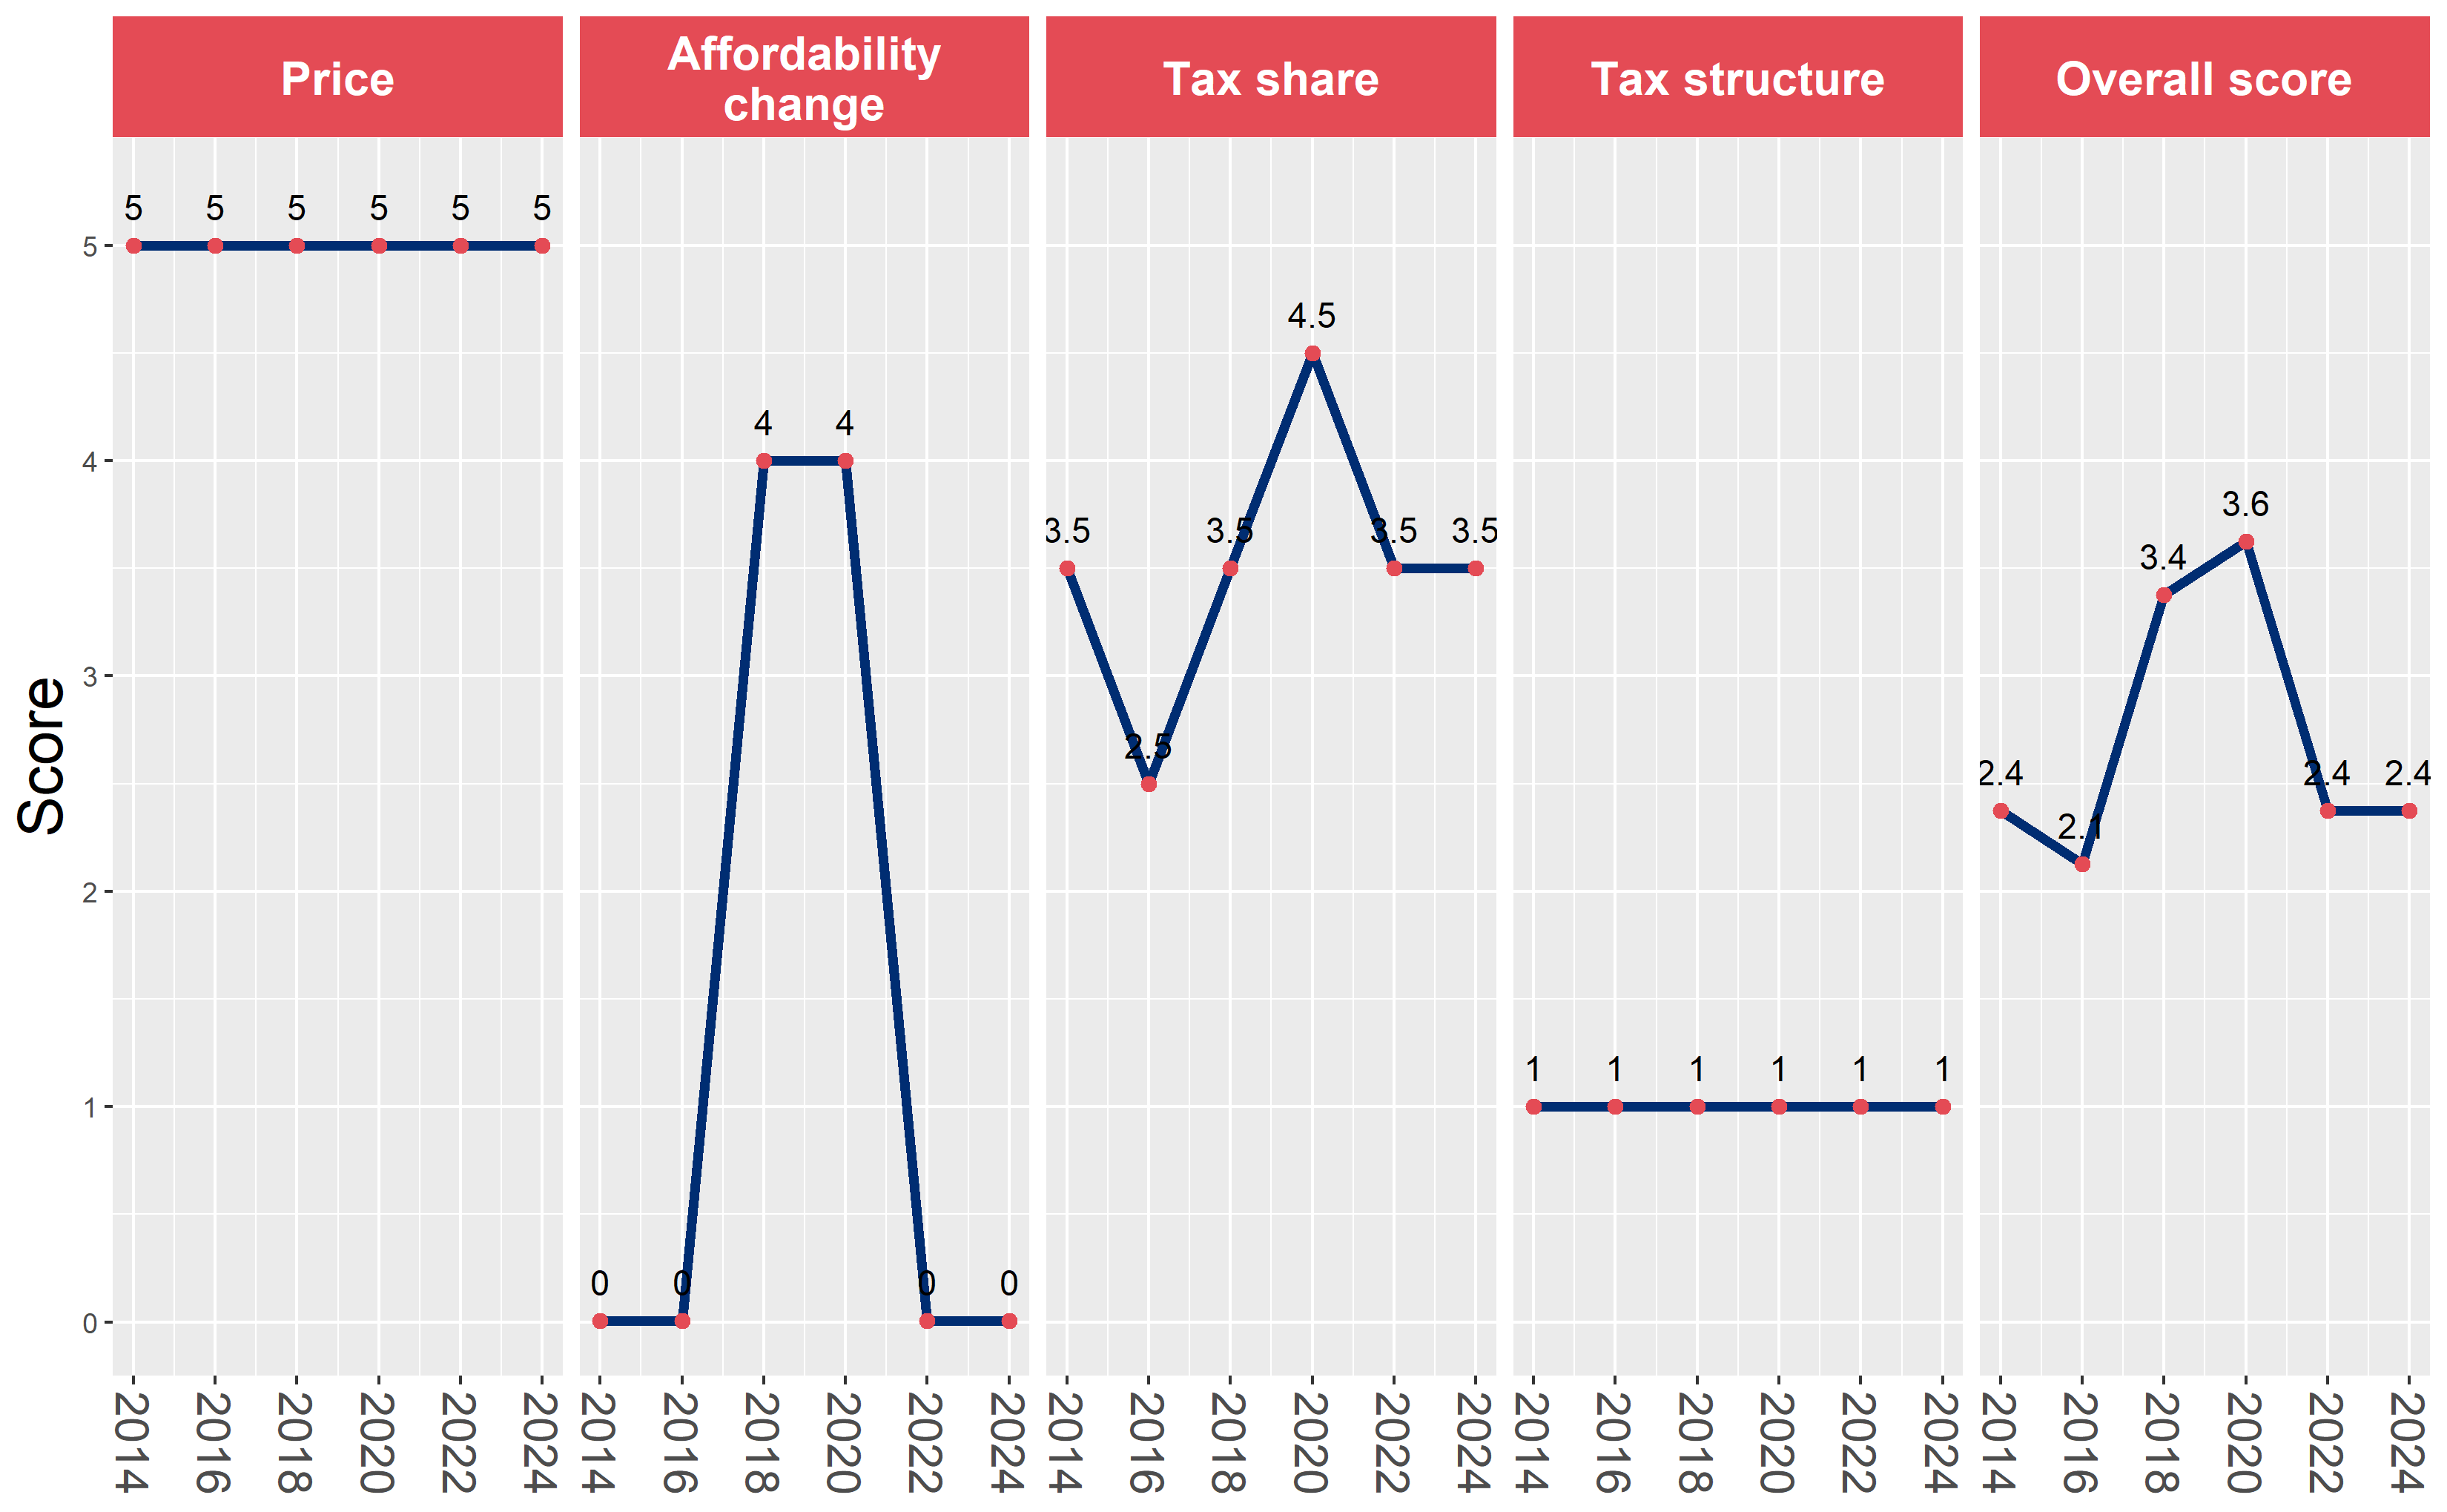 Price
Affordability
change
Tax share
Tax structure
Overall score
Score
5
4
3
2
1
0
5 5 5 5 5 5
0 0 4 4 0 0
3.5 2.5 3.5 4.5 3.5 3.5
1 1 1 1 1 1
2.4 2.1 3.4 3.6 2.4 2.4
2014 2016 2018 2020 2022 2024
2014 2016 2018 2020 2022 2024
2014 2016 2018 2020 2022 2024
2014 2016 2018 2020 2022 2024
2014 2016 2018 2020 2022 2024